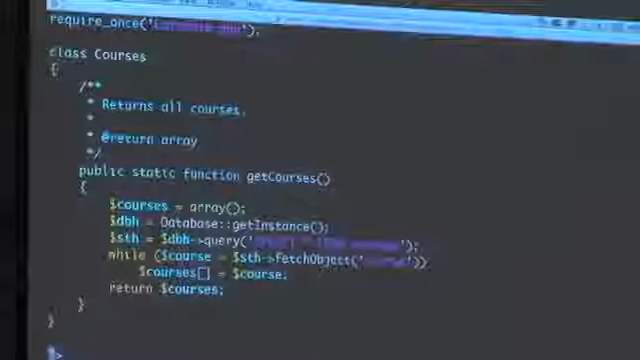 require_once('
class Courses
{
/**
* Returns all courses.
*
* @return array
*/
public static function getCourses()
{
$courses = array();
$dbh = Database::getInstance();
$sth = $dbh->query('');
while ($course = $sth->fetchObject(''))
$courses[] = $course;
return $courses;
}
}
?>